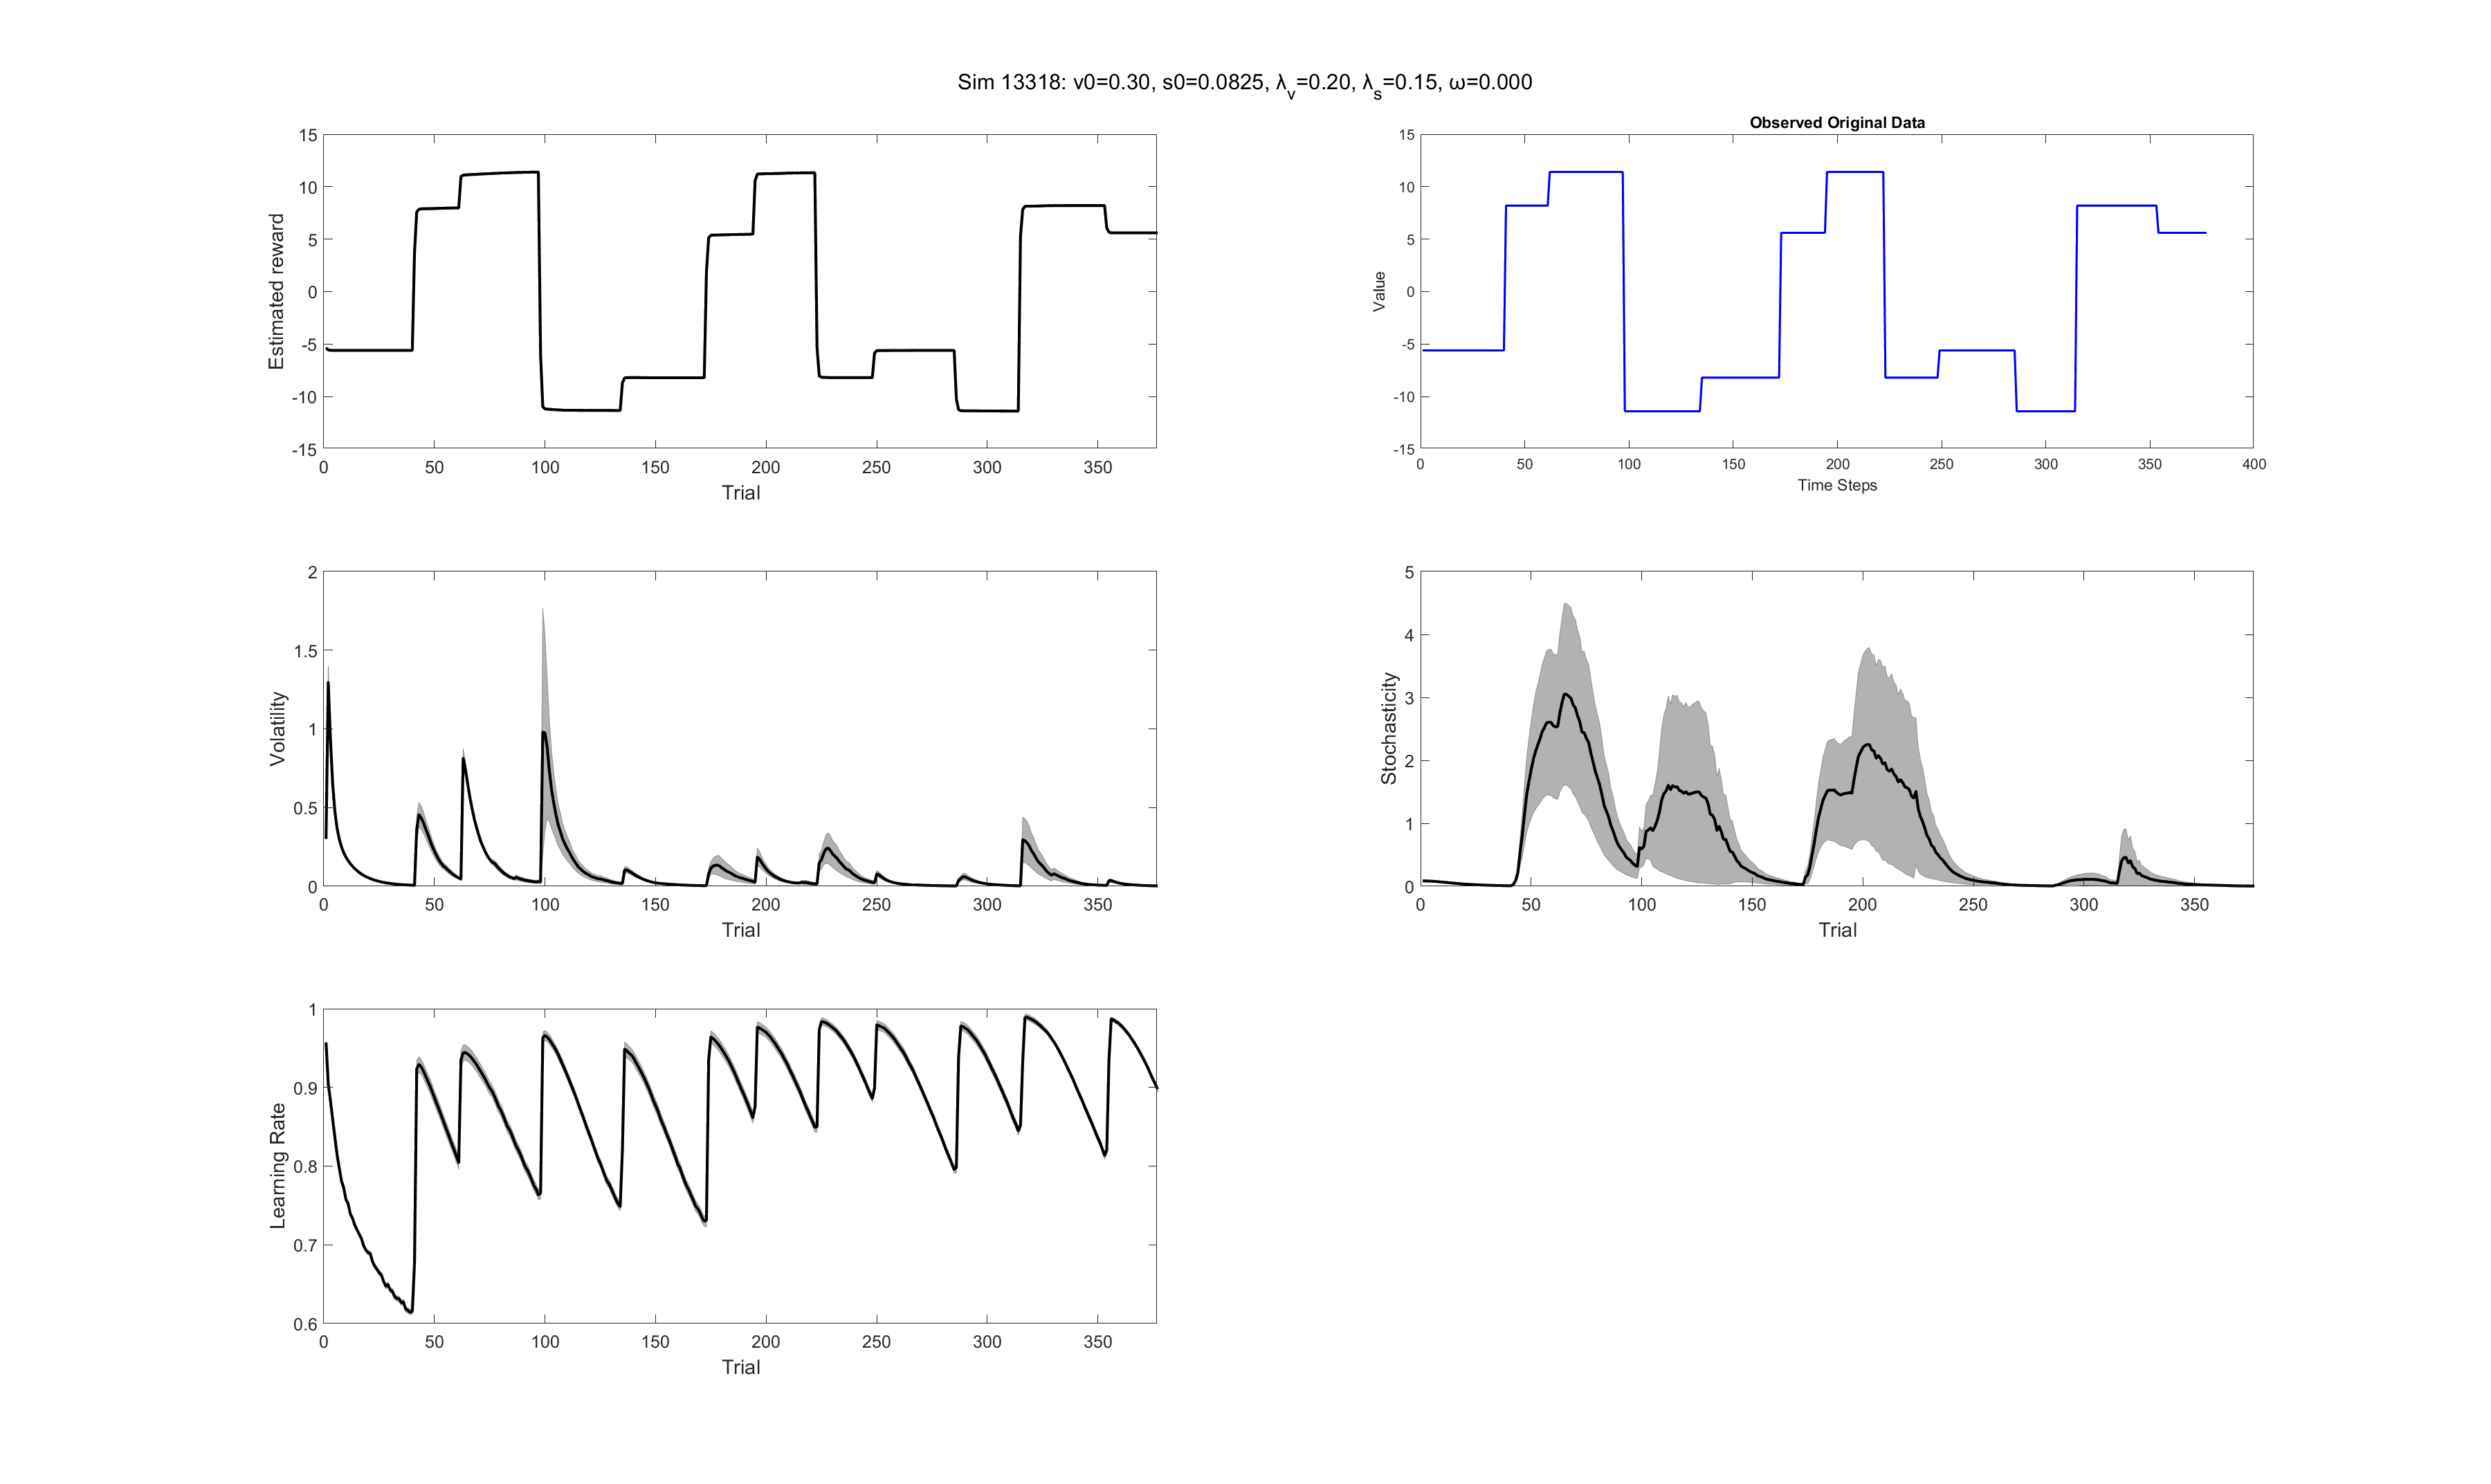 Sim 13318: v0=0.30, s0=0.0825, λv=0.20, λs=0.15, ω=0.000
15
10
5
0
-5
-10
-15
Estimated reward
0 50 100 150 200 250 300 350
Trial
Observed Original Data
15
10
5
0
-5
-10
-15
Value
0 50 100 150 200 250 300 350 400
Time Steps
2
1.5
1
0.5
0
Volatility
0 50 100 150 200 250 300 350
Trial
5
4
3
2
1
0
Stochasticity
0 50 100 150 200 250 300 350
Trial
1
0.9
0.8
0.7
0.6
Learning Rate
0 50 100 150 200 250 300 350
Trial